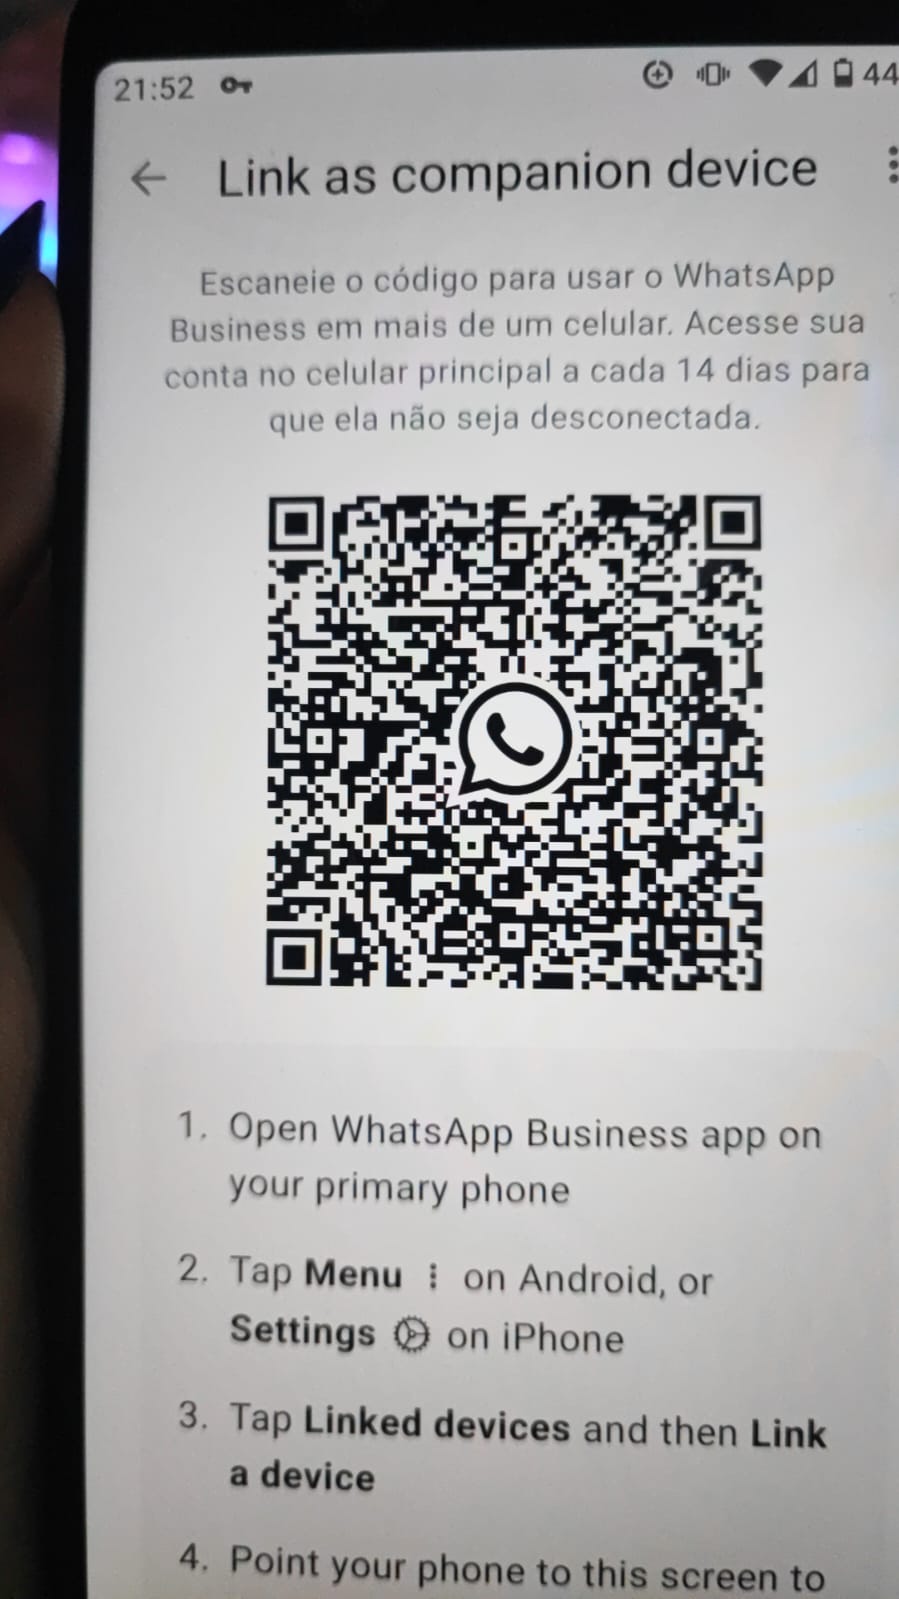 21:52
44
Link as companion device
Escaneie o código para usar o WhatsApp
Business em mais de um celular. Acesse sua
conta no celular principal a cada 14 dias para
que ela não seja desconectada.
1. Open WhatsApp Business app on
your primary phone
2. Tap Menu ⋮ on Android, or
Settings on iPhone
3. Tap Linked devices and then Link
a device
4. Point your phone to this screen to